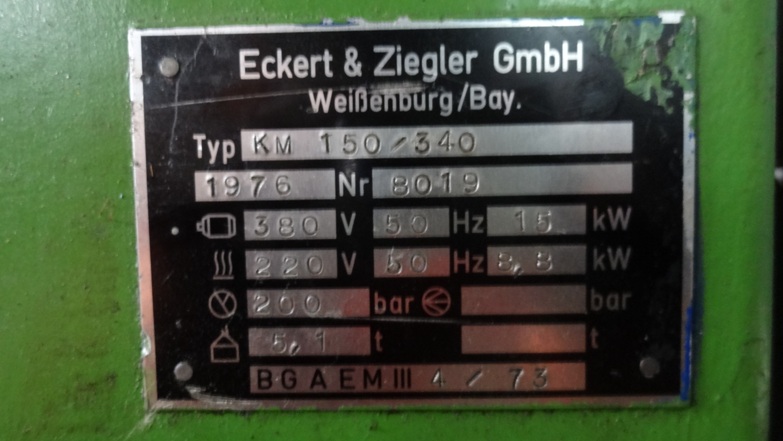 Eckert & Ziegler GmbH
Weißenburg/Bay.
Typ KM 150/340
1976 Nr 8019
380 V 50 Hz 15 kW
220 V 50 Hz 8,8 kW
200 bar bar
5,1 t t
BGAEM III 4 / 73